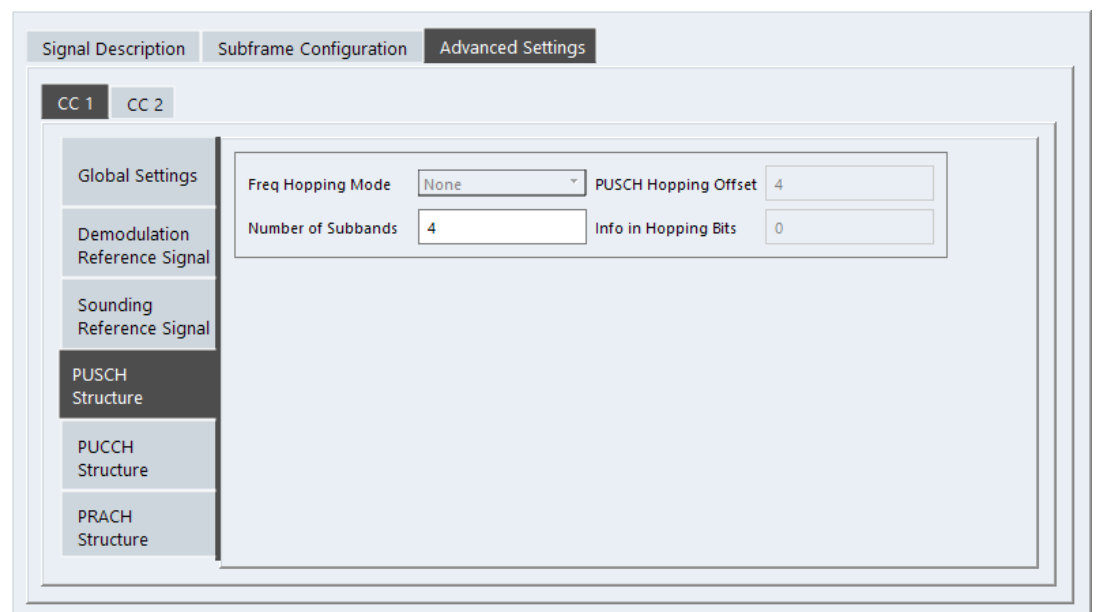 Signal Description Subframe Configuration Advanced Settings
CC 1 CC 2
Global Settings
Demodulation
Reference Signal
Sounding
Reference Signal
PUSCH
Structure
PUCCH
Structure
PRACH
Structure
Freq Hopping Mode None PUSCH Hopping Offset 4
Number of Subbands 4 Info in Hopping Bits 0